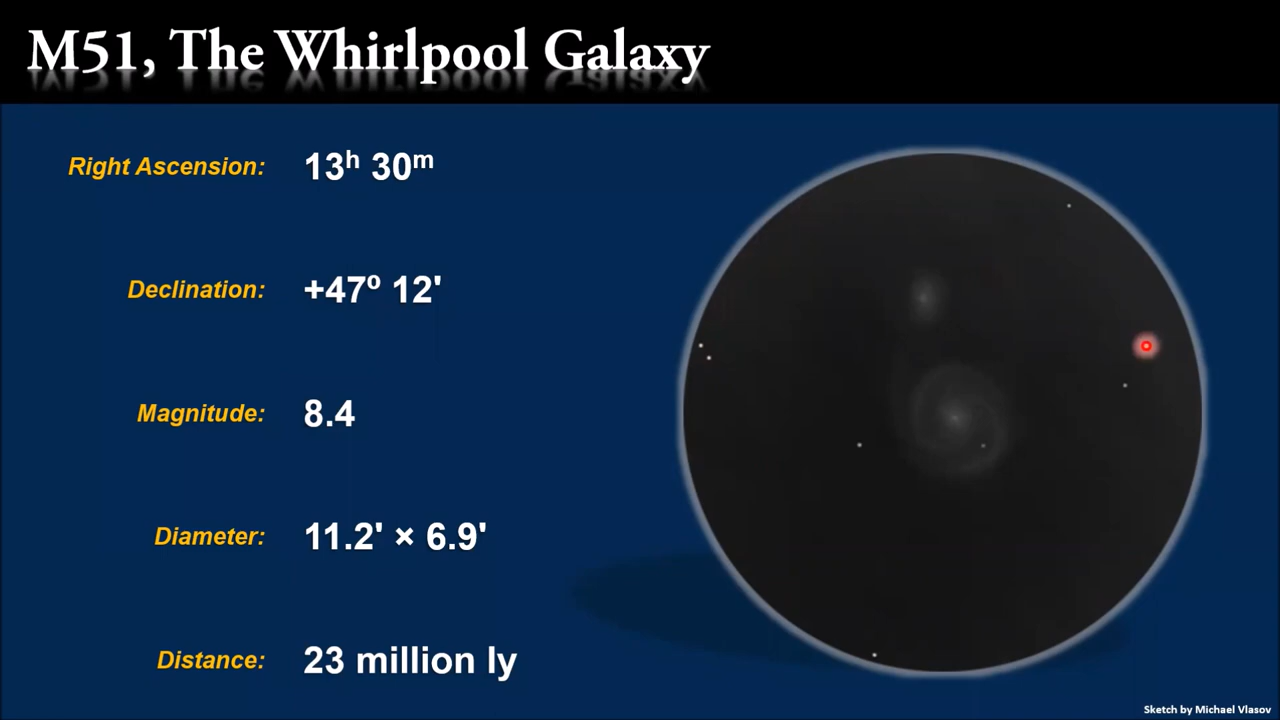 M51, The Whirlpool Galaxy
Right Ascension: 13ʰ 30ᵐ
Declination: +47º 12'
Magnitude: 8.4
Diameter: 11.2' × 6.9'
Distance: 23 million ly
Sketch by Michael Vlasov